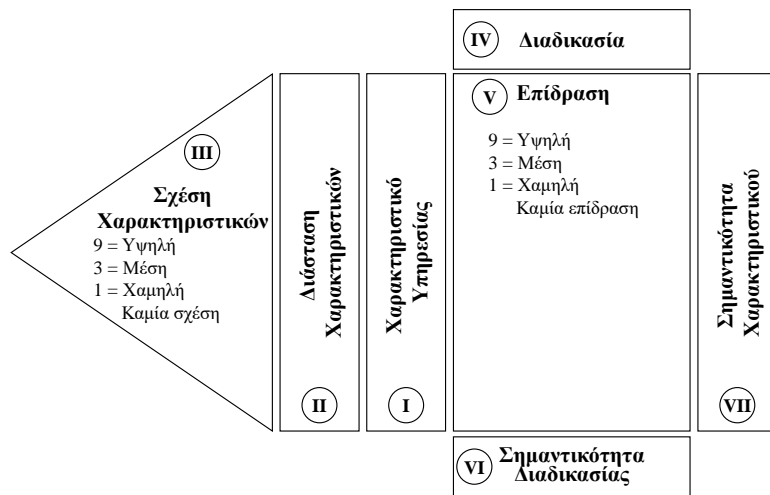 IV Διαδικασία
V Επίδραση
9 = Υψηλή
3 = Μέση
1 = Χαμηλή
Καμία επίδραση
III
Σχέση
Χαρακτηριστικών
9 = Υψηλή
3 = Μέση
1 = Χαμηλή
Καμία σχέση
Διάσταση
Χαρακτηριστικών
II
Χαρακτηριστικό
Υπηρεσίας
I
Σημαντικότητα
Χαρακτηριστικού
VII
VI Σημαντικότητα
Διαδικασίας